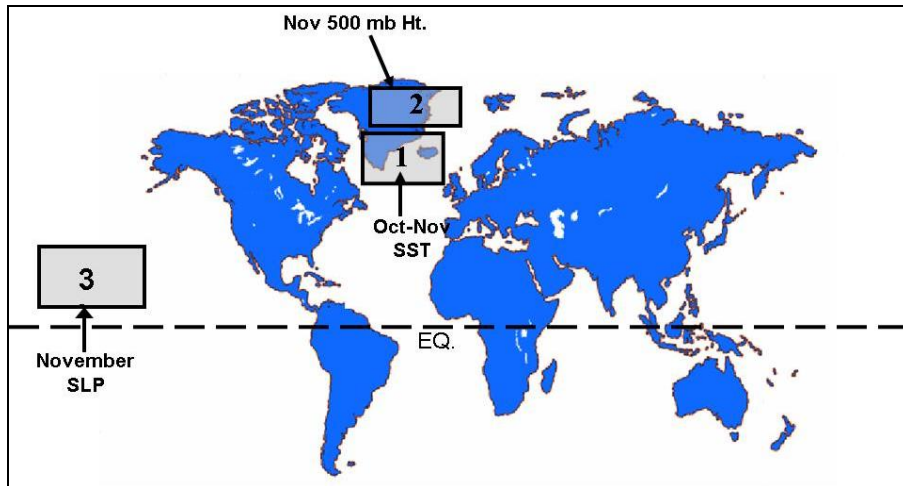 Nov 500 mb Ht.
2
1
Oct-Nov
SST
3
EQ.
November
SLP